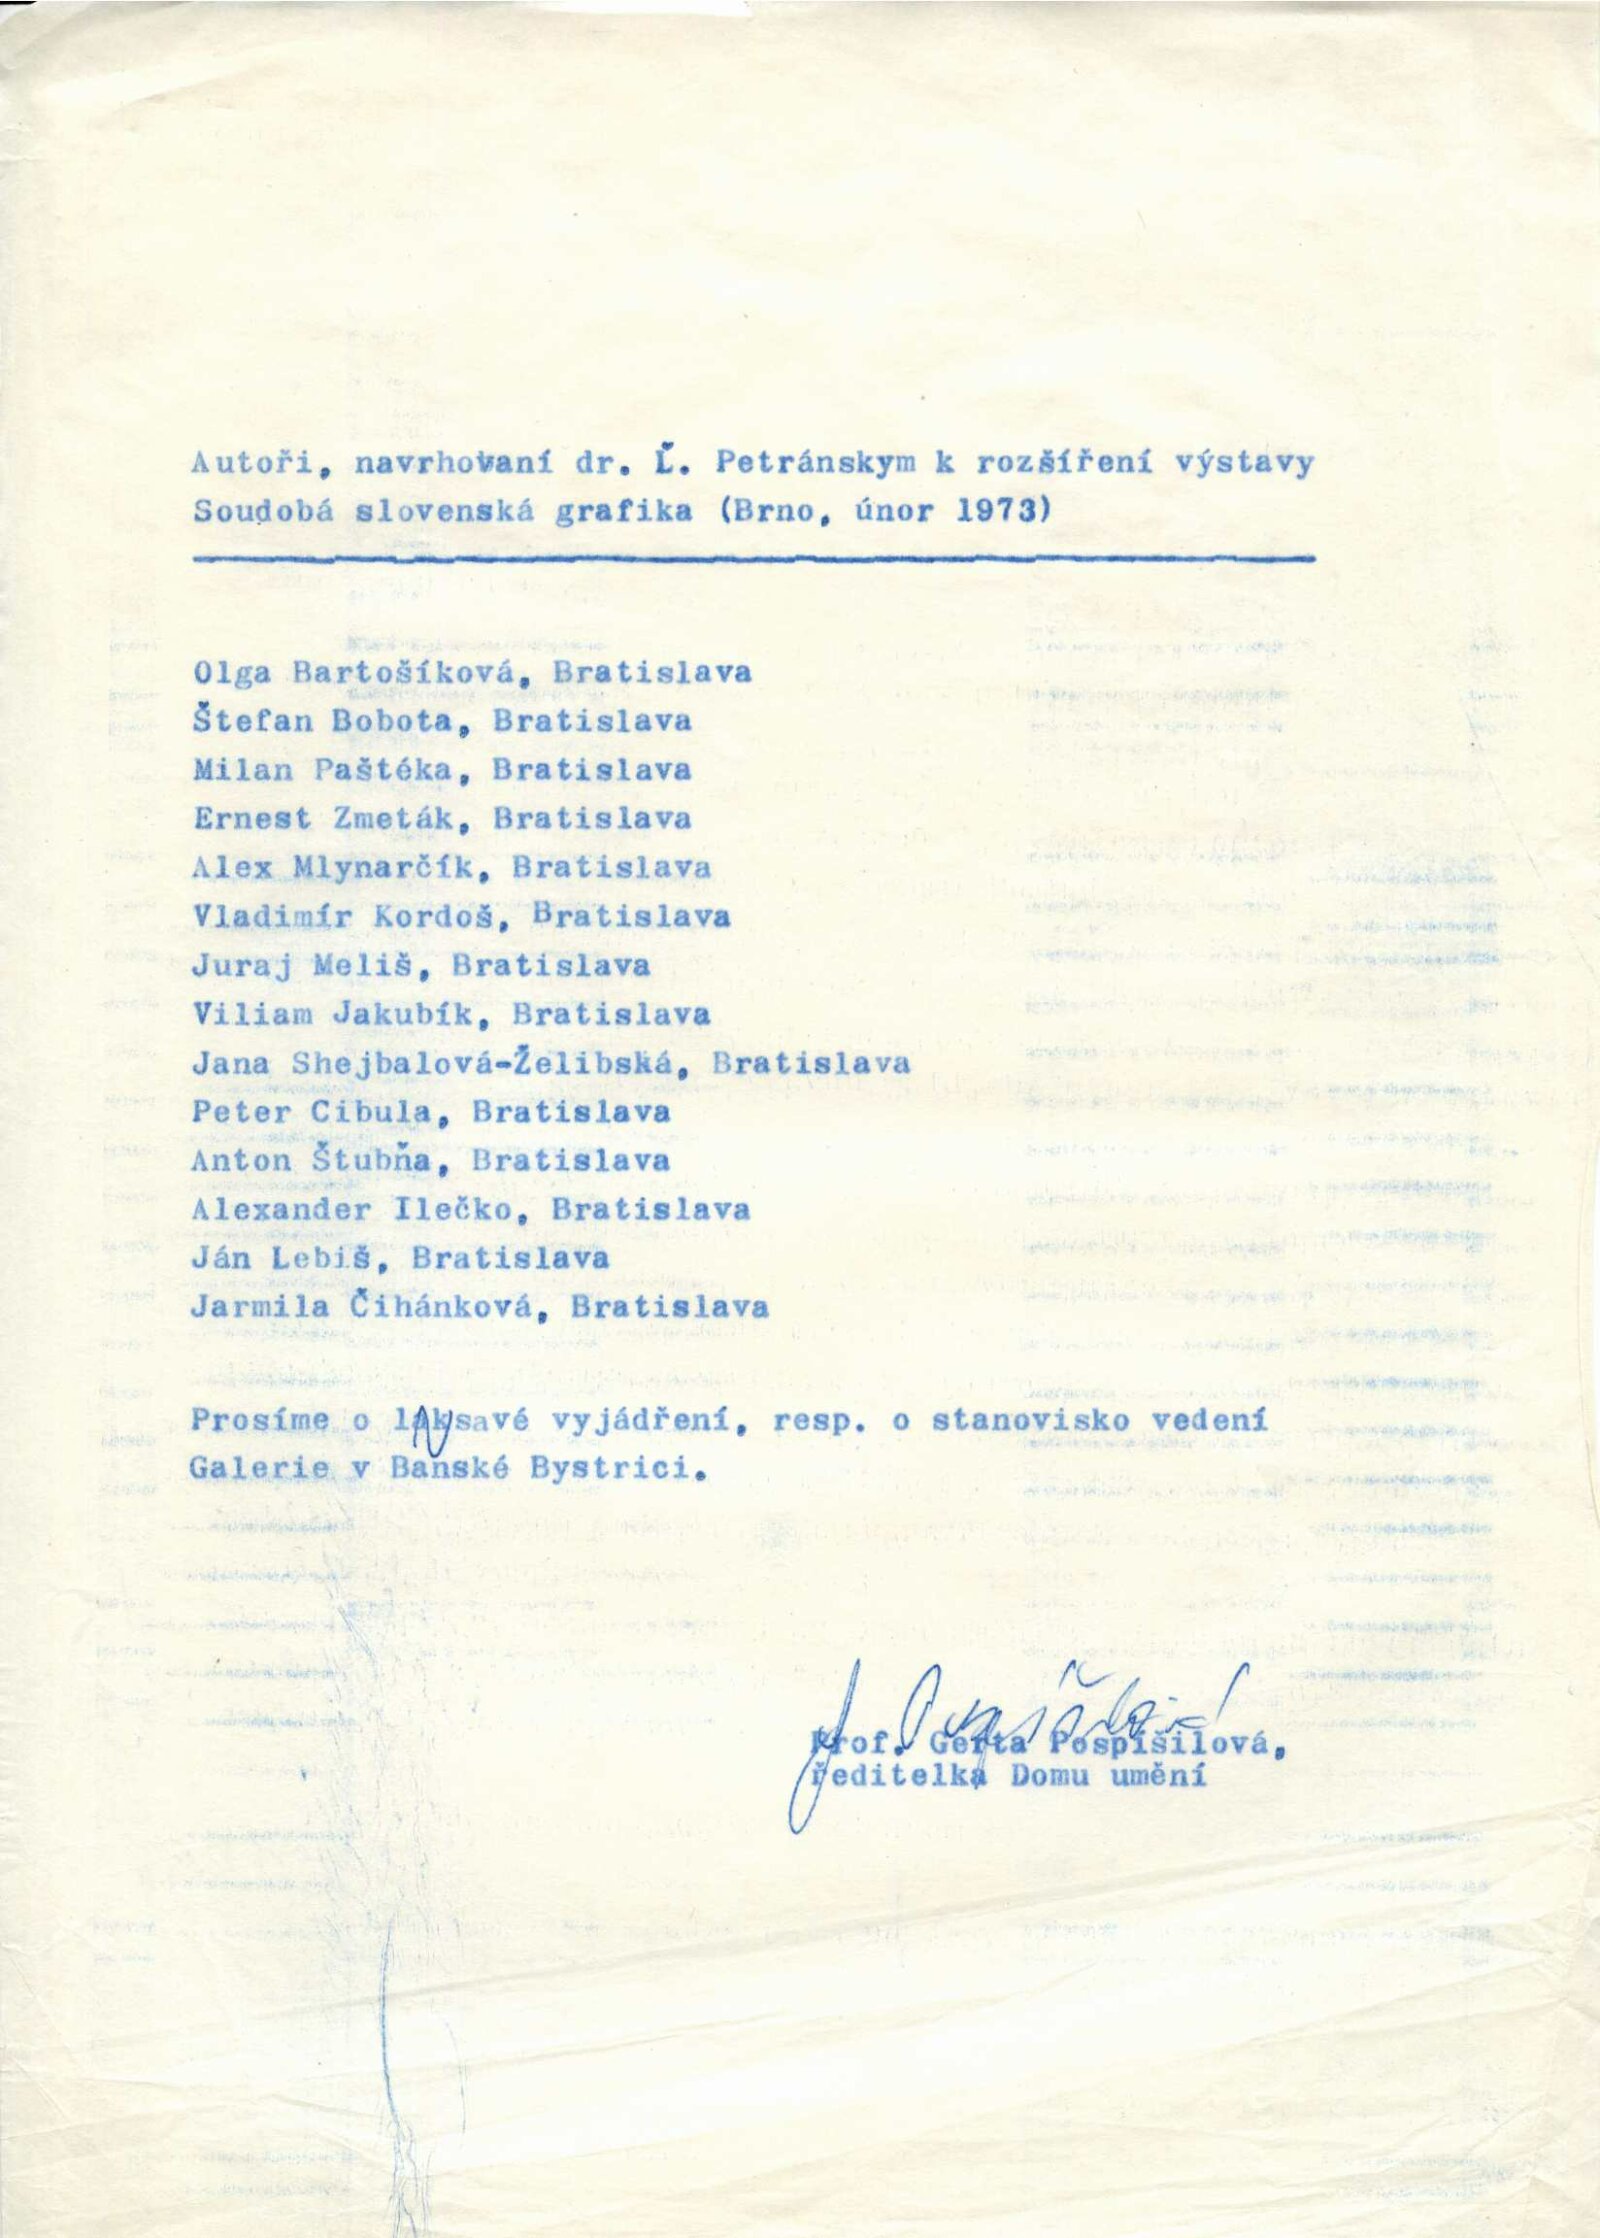 Autoři, navrhovaní dr. Ľ. Petránskym k rozšíření výstavy
Soudobá slovenská grafika (Brno, únor 1973)
Olga Bartošíková, Bratislava
Štefan Bobota, Bratislava
Milan Paštéka, Bratislava
Ernest Zmeták, Bratislava
Alex Mlynarčík, Bratislava
Vladimír Kordoš, Bratislava
Juraj Meliš, Bratislava
Viliam Jakubík, Bratislava
Jana Shejbalová-Želibská, Bratislava
Peter Cibula, Bratislava
Anton Štubňa, Bratislava
Alexander Ilečko, Bratislava
Ján Lebiš, Bratislava
Jarmila Čihánková, Bratislava
Prosíme o laksavé vyjádření, resp. o stanovisko vedení
Galerie v Banské Bystrici.
Prof. Gerta Pospíšilová,
ředitelka Domu umění